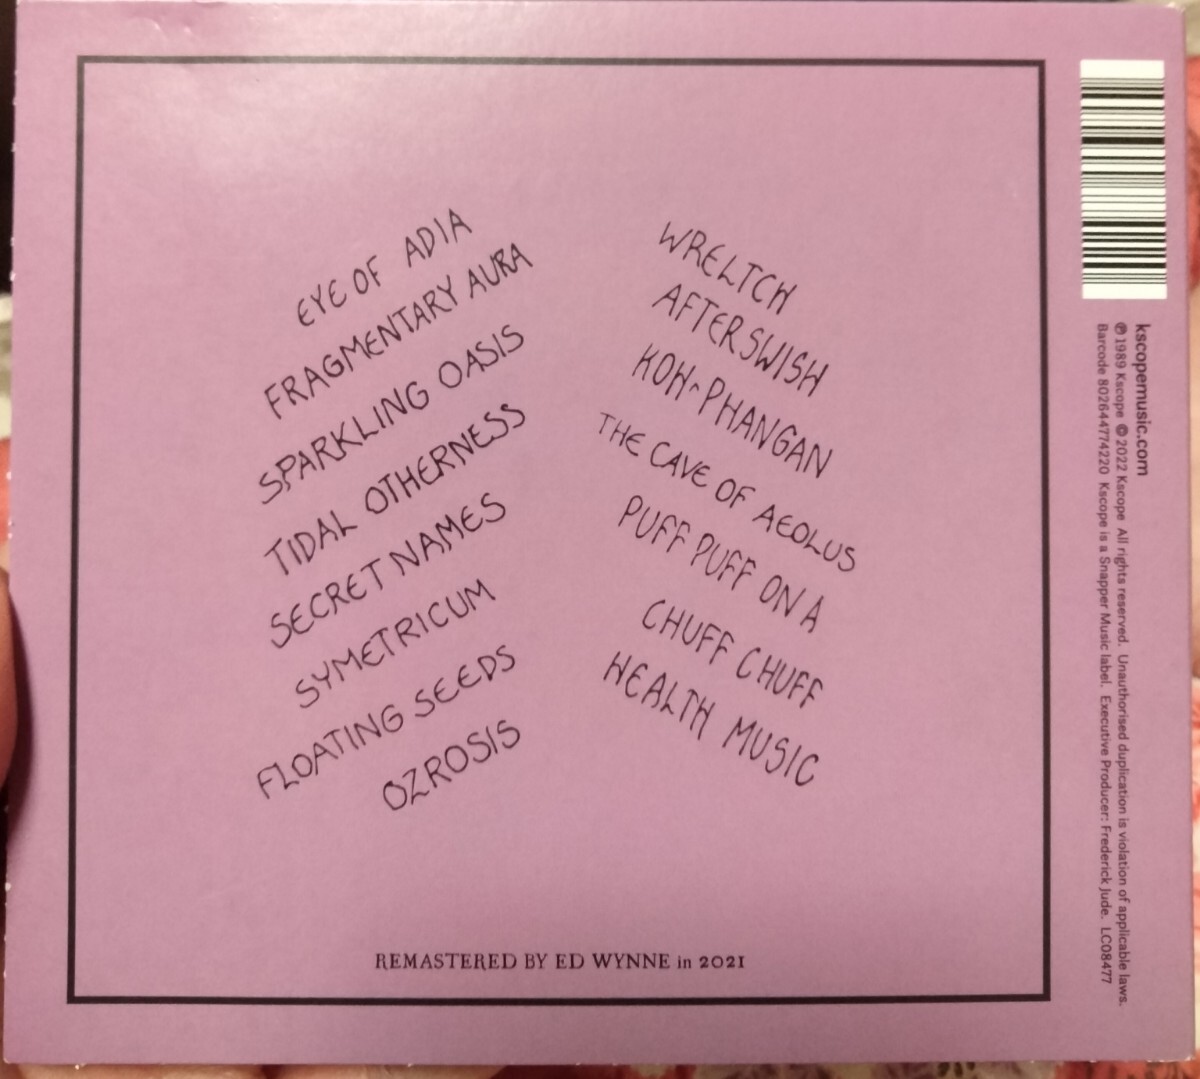 EYE OF ADIA
FRAGMENTARY AURA
SPARKLING OASIS
TIDAL OTHERNESS
SECRET NAMES
SYMETRICUM
FLOATING SEEDS
OZROSIS
WRELTCH
AFTERSWISH
KOH-PHANGAN
THE CAVE OF AEOLUS
PUFF PUFF ON A
CHUFF CHUFF
HEALTH MUSIC
REMASTERED BY ED WYNNE in 2021
kscopemusic.com
℗ 1989 Kscope © 2022 Kscope All rights reserved. Unauthorised duplication is violation of applicable laws.
Barcode 802644774220 Kscope is a Snapper Music label. Executive Producer: Frederick Jude. LC08477